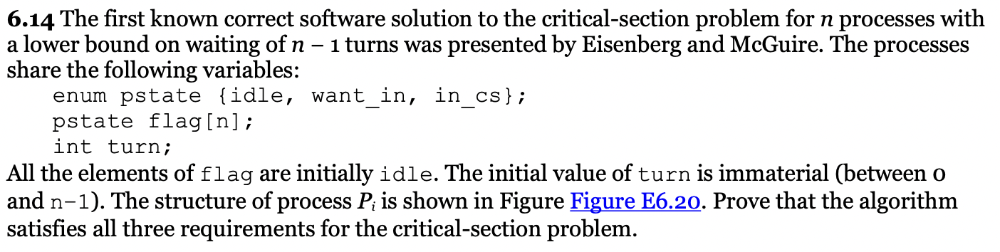 6.14 The first known correct software solution to the critical-section problem for n processes with
a lower bound on waiting of n − 1 turns was presented by Eisenberg and McGuire. The processes
share the following variables:
enum pstate {idle, want_in, in_cs};
pstate flag[n];
int turn;
All the elements of flag are initially idle. The initial value of turn is immaterial (between 0
and n-1). The structure of process Pi is shown in Figure Figure E6.20. Prove that the algorithm
satisfies all three requirements for the critical-section problem.